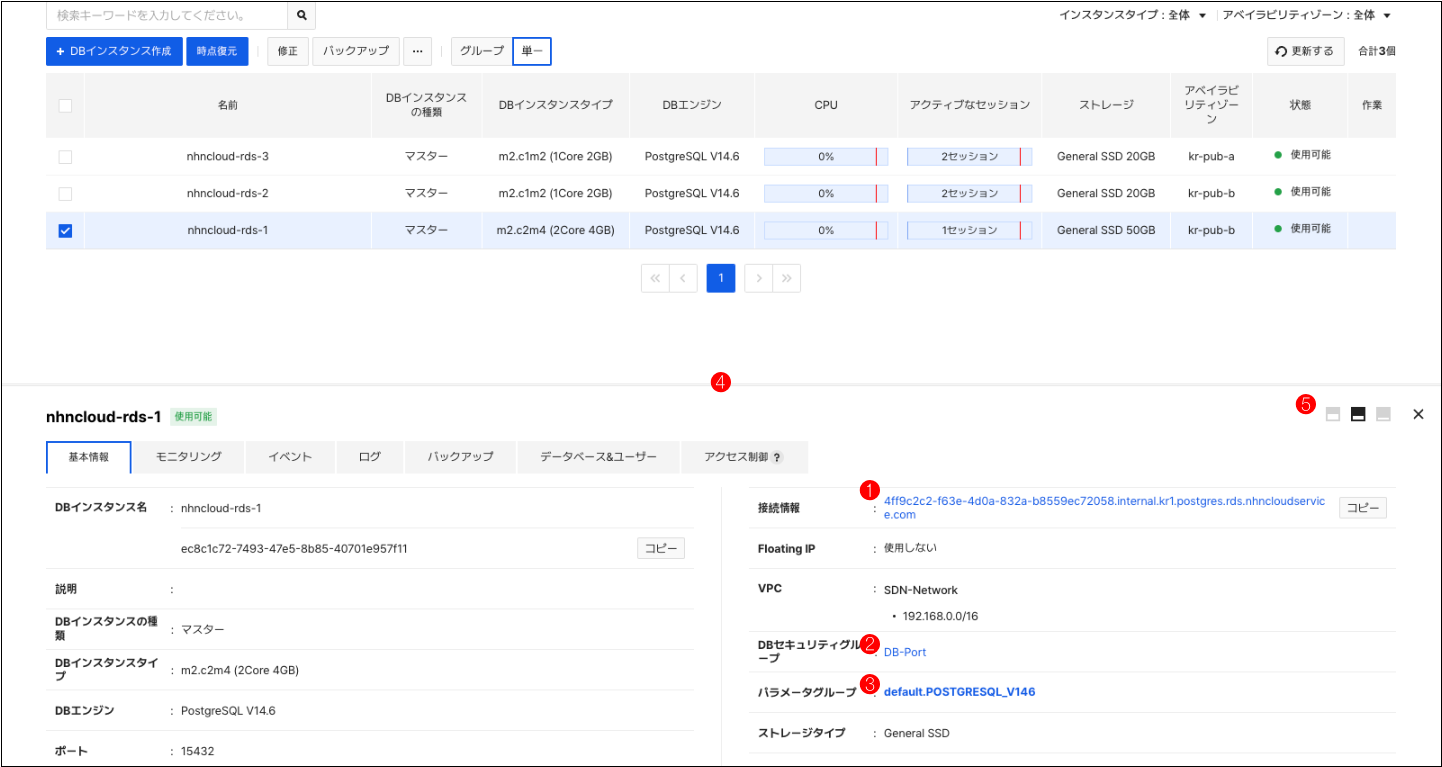 検索キーワードを入力してください。
インスタンスタイプ : 全体 ▼ アベイラビリティゾーン : 全体 ▼
+ DBインスタンス作成 時点復元 修正 バックアップ ... グループ 単一 更新する 合計3個
名前 DBインスタンスの種類 DBインスタンスタイプ DBエンジン CPU アクティブなセッション ストレージ アベイラビリティゾーン 状態 作業
nhncloud-rds-3 マスター m2.c1m2 (1Core 2GB) PostgreSQL V14.6 0% 2セッション General SSD 20GB kr-pub-a 使用可能
nhncloud-rds-2 マスター m2.c1m2 (1Core 2GB) PostgreSQL V14.6 0% 2セッション General SSD 20GB kr-pub-b 使用可能
nhncloud-rds-1 マスター m2.c2m4 (2Core 4GB) PostgreSQL V14.6 0% 1セッション General SSD 50GB kr-pub-b 使用可能
« ‹ 1 › »
4
nhncloud-rds-1 使用可能
5
×
基本情報 モニタリング イベント ログ バックアップ データベース&ユーザー アクセス制御 ?
DBインスタンス名 : nhncloud-rds-1
ec8c1c72-7493-47e5-8b85-40701e957f11 コピー
説明 :
DBインスタンスの種
類 : マスター
DBインスタンスタイ
プ : m2.c2m4 (2Core 4GB)
DBエンジン : PostgreSQL V14.6
ポート : 15432
1
接続情報 : 4ff9c2c2-f63e-4d0a-832a-b8559ec72058.internal.kr1.postgres.rds.nhncloudservic
e.com コピー
Floating IP : 使用しない
VPC : SDN-Network
• 192.168.0.0/16
2
DBセキュリティグル
ープ : DB-Port
3
パラメータグループ : default.POSTGRESQL_V146
ストレージタイプ : General SSD